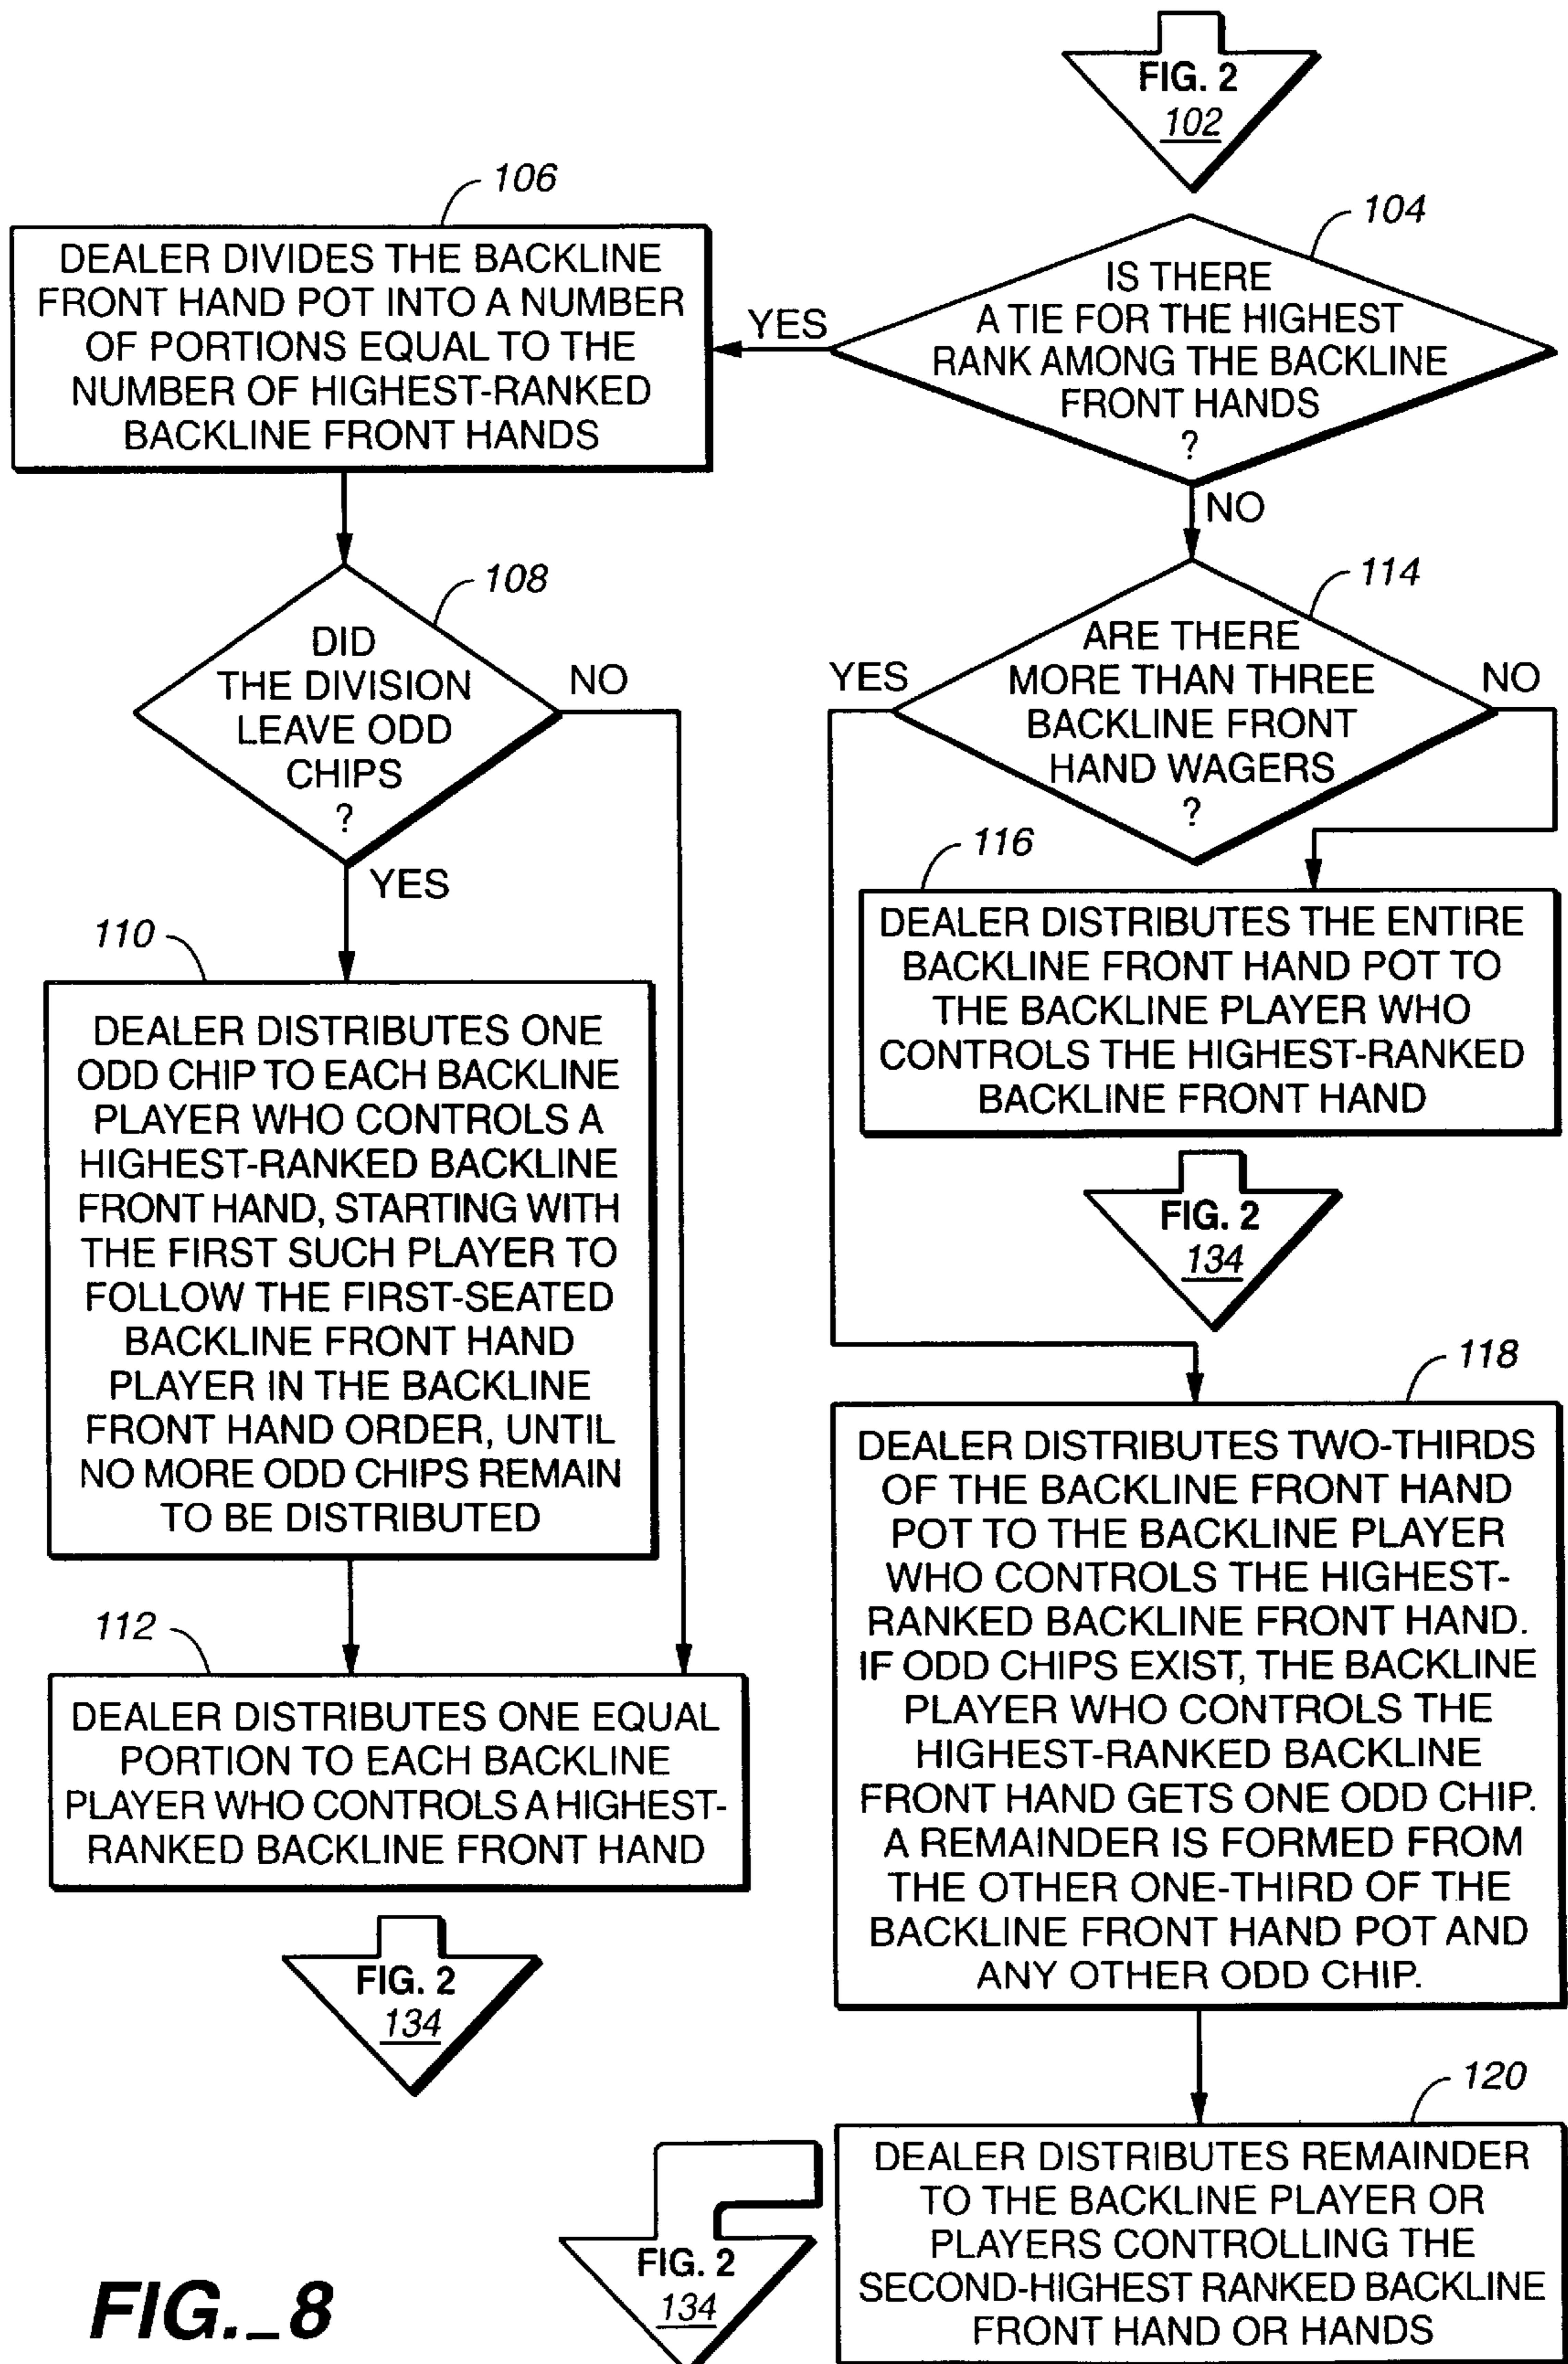 FIG. 2
102
104
IS THERE
A TIE FOR THE HIGHEST
RANK AMONG THE BACKLINE
FRONT HANDS
?
YES
NO
106
DEALER DIVIDES THE BACKLINE
FRONT HAND POT INTO A NUMBER
OF PORTIONS EQUAL TO THE
NUMBER OF HIGHEST-RANKED
BACKLINE FRONT HANDS
108
DID
THE DIVISION
LEAVE ODD
CHIPS
?
NO
YES
110
DEALER DISTRIBUTES ONE
ODD CHIP TO EACH BACKLINE
PLAYER WHO CONTROLS A
HIGHEST-RANKED BACKLINE
FRONT HAND, STARTING WITH
THE FIRST SUCH PLAYER TO
FOLLOW THE FIRST-SEATED
BACKLINE FRONT HAND
PLAYER IN THE BACKLINE
FRONT HAND ORDER, UNTIL
NO MORE ODD CHIPS REMAIN
TO BE DISTRIBUTED
112
DEALER DISTRIBUTES ONE EQUAL
PORTION TO EACH BACKLINE
PLAYER WHO CONTROLS A HIGHEST-
RANKED BACKLINE FRONT HAND
FIG. 2
134
114
ARE THERE
MORE THAN THREE
BACKLINE FRONT
HAND WAGERS
?
YES
NO
116
DEALER DISTRIBUTES THE ENTIRE
BACKLINE FRONT HAND POT TO
THE BACKLINE PLAYER WHO
CONTROLS THE HIGHEST-RANKED
BACKLINE FRONT HAND
FIG. 2
134
118
DEALER DISTRIBUTES TWO-THIRDS
OF THE BACKLINE FRONT HAND
POT TO THE BACKLINE PLAYER
WHO CONTROLS THE HIGHEST-
RANKED BACKLINE FRONT HAND.
IF ODD CHIPS EXIST, THE BACKLINE
PLAYER WHO CONTROLS THE
HIGHEST-RANKED BACKLINE
FRONT HAND GETS ONE ODD CHIP.
A REMAINDER IS FORMED FROM
THE OTHER ONE-THIRD OF THE
BACKLINE FRONT HAND POT AND
ANY OTHER ODD CHIP.
120
DEALER DISTRIBUTES REMAINDER
TO THE BACKLINE PLAYER OR
PLAYERS CONTROLLING THE
SECOND-HIGHEST RANKED BACKLINE
FRONT HAND OR HANDS
FIG. 2
134
FIG._8